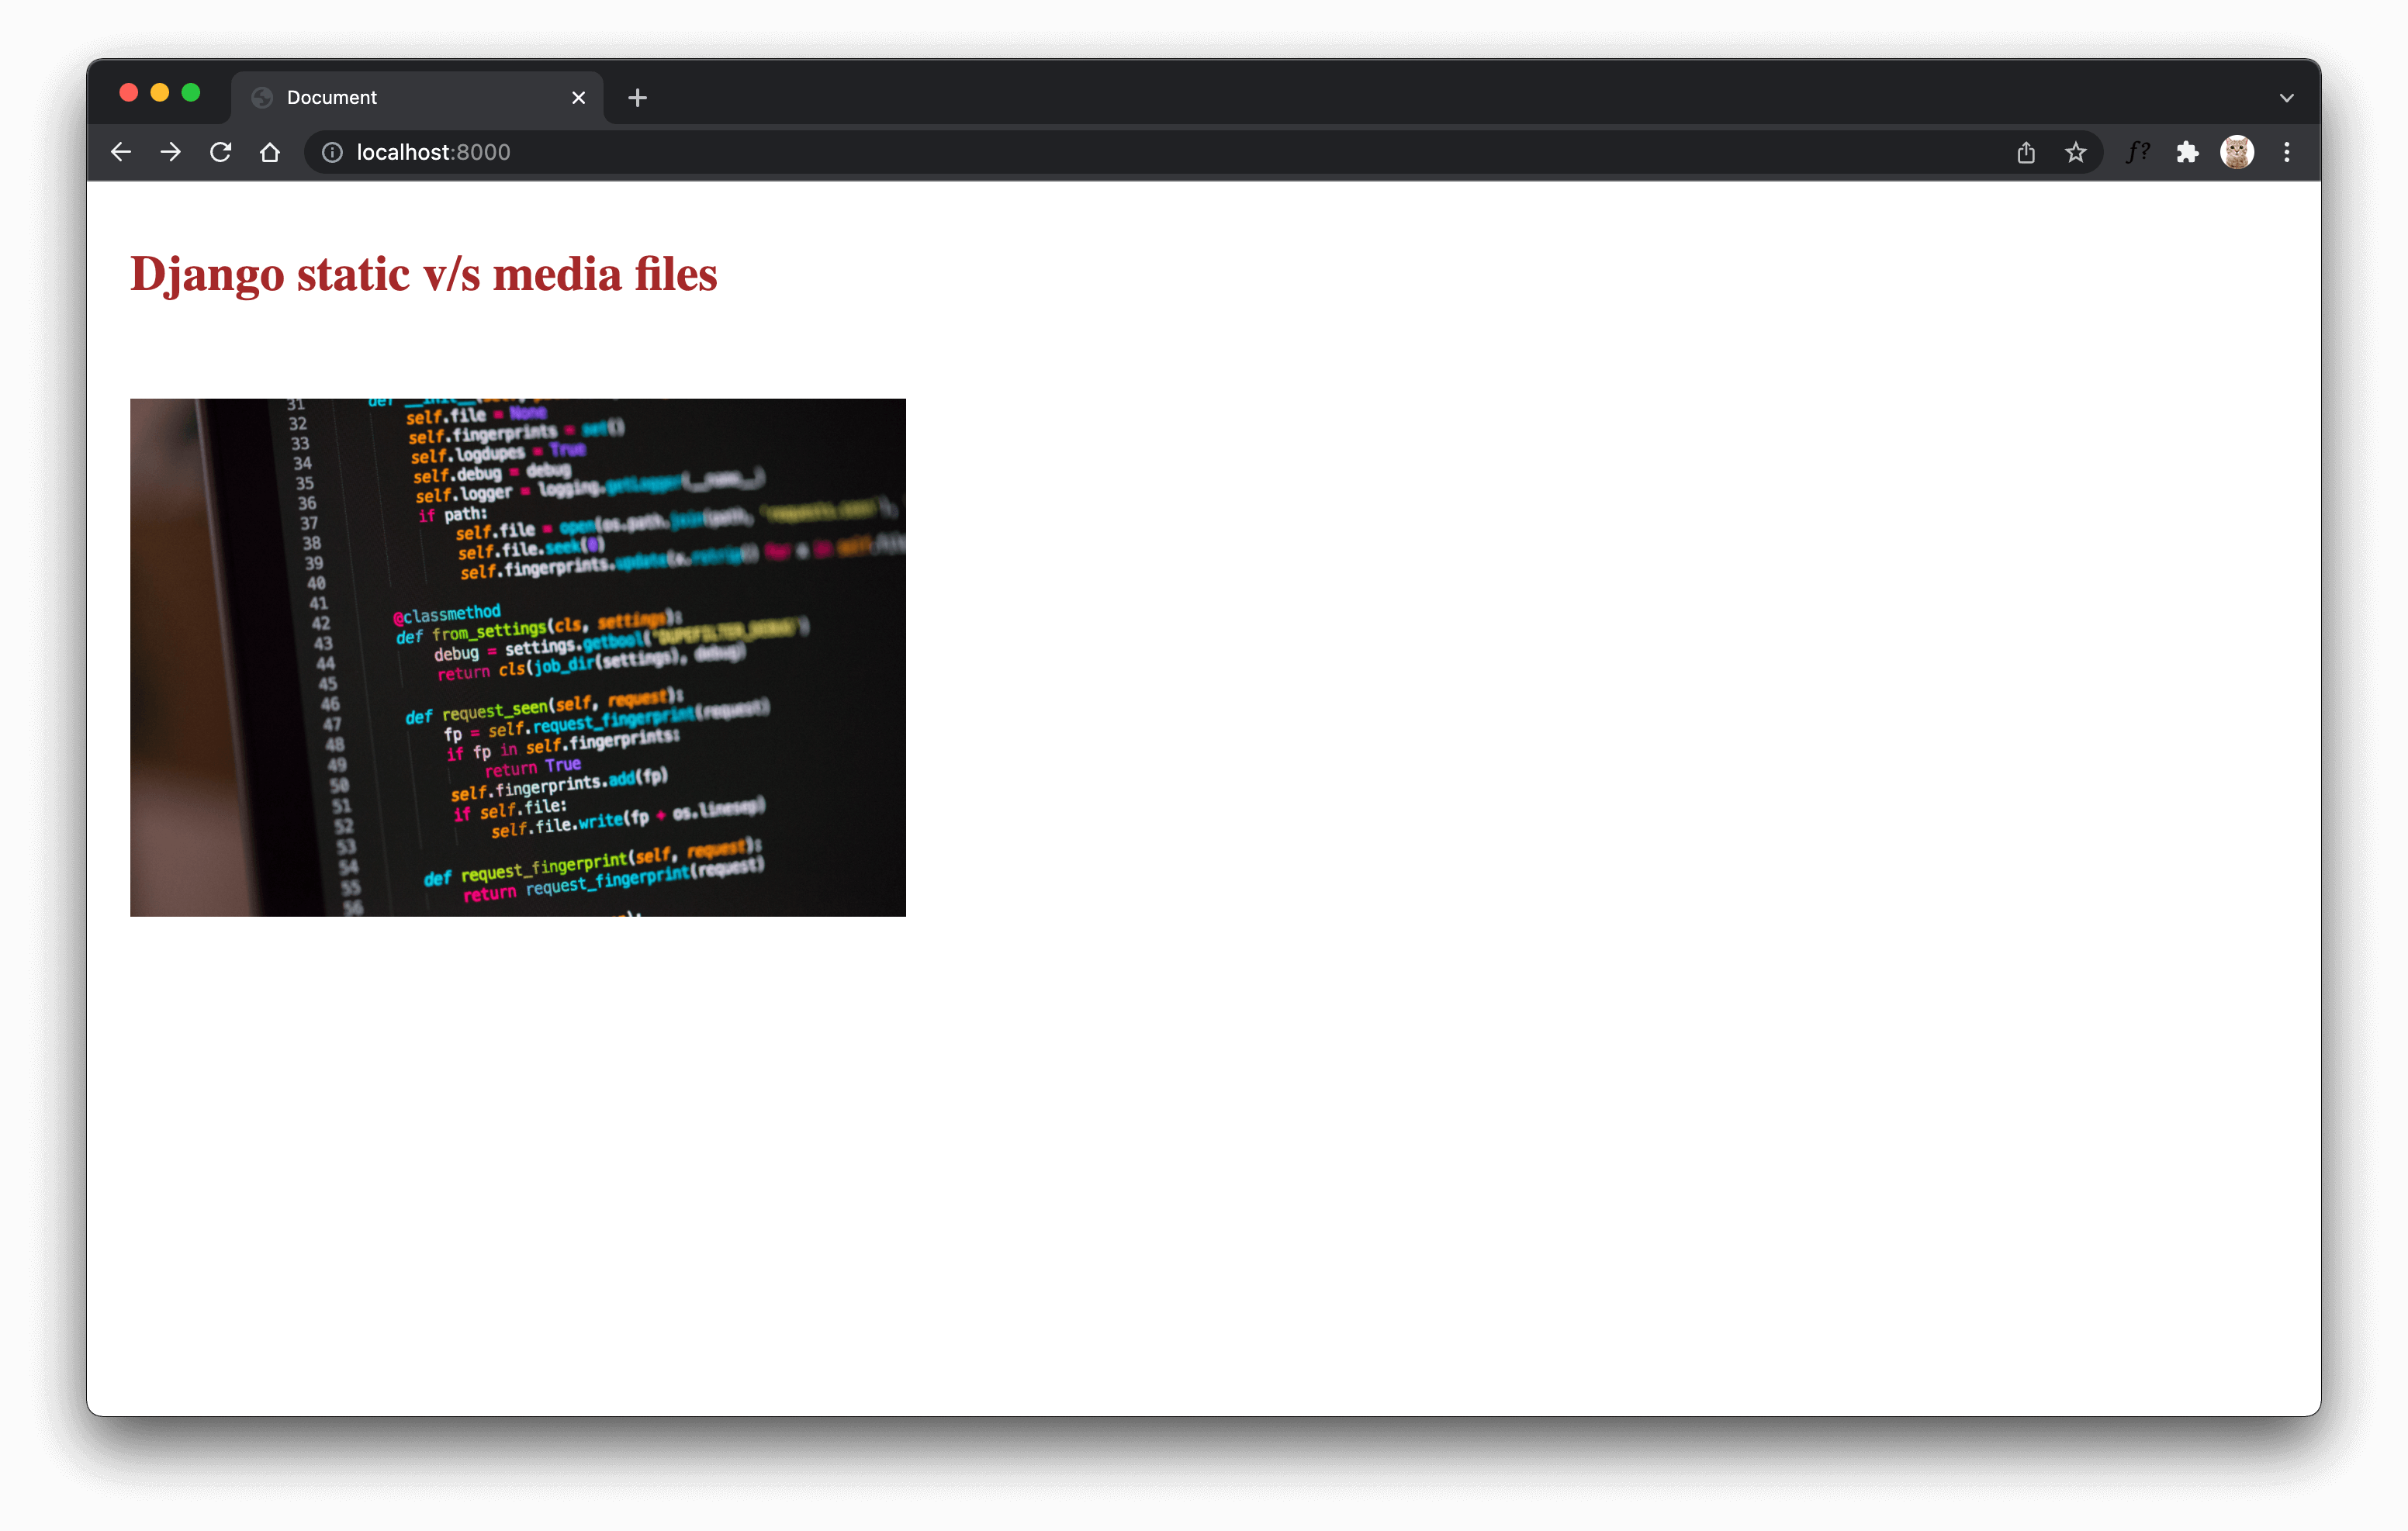 Document
localhost:8000
f?
Django static v/s media files
31 def __init__(self,
32 self.file = None
33 self.fingerprints = set()
34 self.logdupes = True
35 self.debug = debug
36 self.logger = logging.getLogger(__name__)
37 if path:
38 self.file = open(os.path.join(path, 'requests.seen'),
39 self.file.seek(0)
40 self.fingerprints.update(x.rstrip() for x in self.file
41
42 @classmethod
43 def from_settings(cls, settings):
44 debug = settings.getbool('DUPEFILTER_DEBUG')
45 return cls(job_dir(settings), debug)
46
47 def request_seen(self, request):
48 fp = self.request_fingerprint(request)
49 if fp in self.fingerprints:
50 return True
51 self.fingerprints.add(fp)
52 if self.file:
53 self.file.write(fp + os.linesep)
54
55 def request_fingerprint(self, request):
56 return request_fingerprint(request)